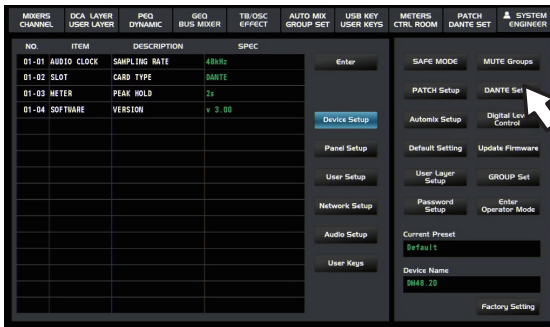 MIXERS DCA LAYER PEQ GEQ TB/OSC AUTO MIX USB KEY METERS PATCH SYSTEM
CHANNEL USER LAYER DYNAMIC BUS MIXER EFFECT GROUP SET USER KEYS CTRL ROOM DANTE SET ENGINEER
NO. ITEM DESCRIPTION SPEC
01-01 AUDIO CLOCK SAMPLING RATE 48kHz
01-02 SLOT CARD TYPE DANTE
01-03 METER PEAK HOLD 2s
01-04 SOFTWARE VERSION v 3.00
Enter
Device Setup
Panel Setup
User Setup
Network Setup
Audio Setup
User Keys
SAFE MODE MUTE Groups
PATCH Setup DANTE Set
Automix Setup Digital Lev
Control
Default Setting Update Firmware
User Layer
Setup GROUP Set
Password
Setup Enter
Operator Mode
Current Preset
Default
Device Name
DM48.20
Factory Setting